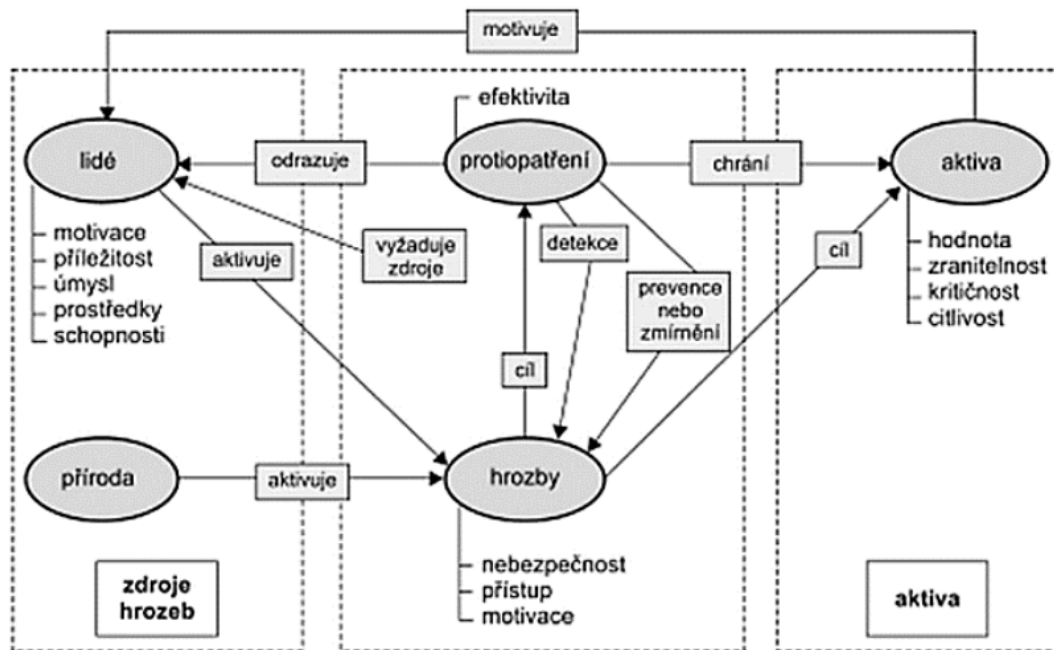 motivuje
efektivita
lidé
odrazuje
protiopatření
chrání
aktiva
motivace
příležitost
úmysl
prostředky
schopnosti
aktivuje
vyžaduje
zdroje
detekce
prevence
nebo
zmírnění
cíl
hodnota
zranitelnost
kritičnost
citlivost
cíl
příroda
aktivuje
hrozby
nebezpečnost
přístup
motivace
zdroje
hrozeb
aktiva